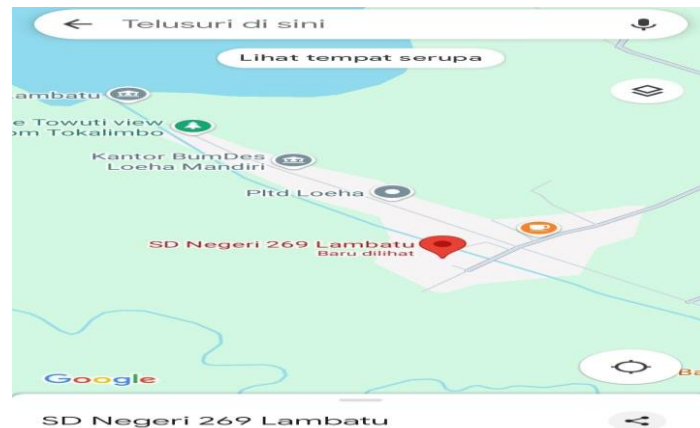 Telusuri di sini
Lihat tempat serupa
ambatu
e Towuti view
om Tokalimbo
Kantor BumDes
Loeha Mandiri
Pltd Loeha
SD Negeri 269 Lambatu
Baru dilihat
Google
Ba
SD Negeri 269 Lambatu